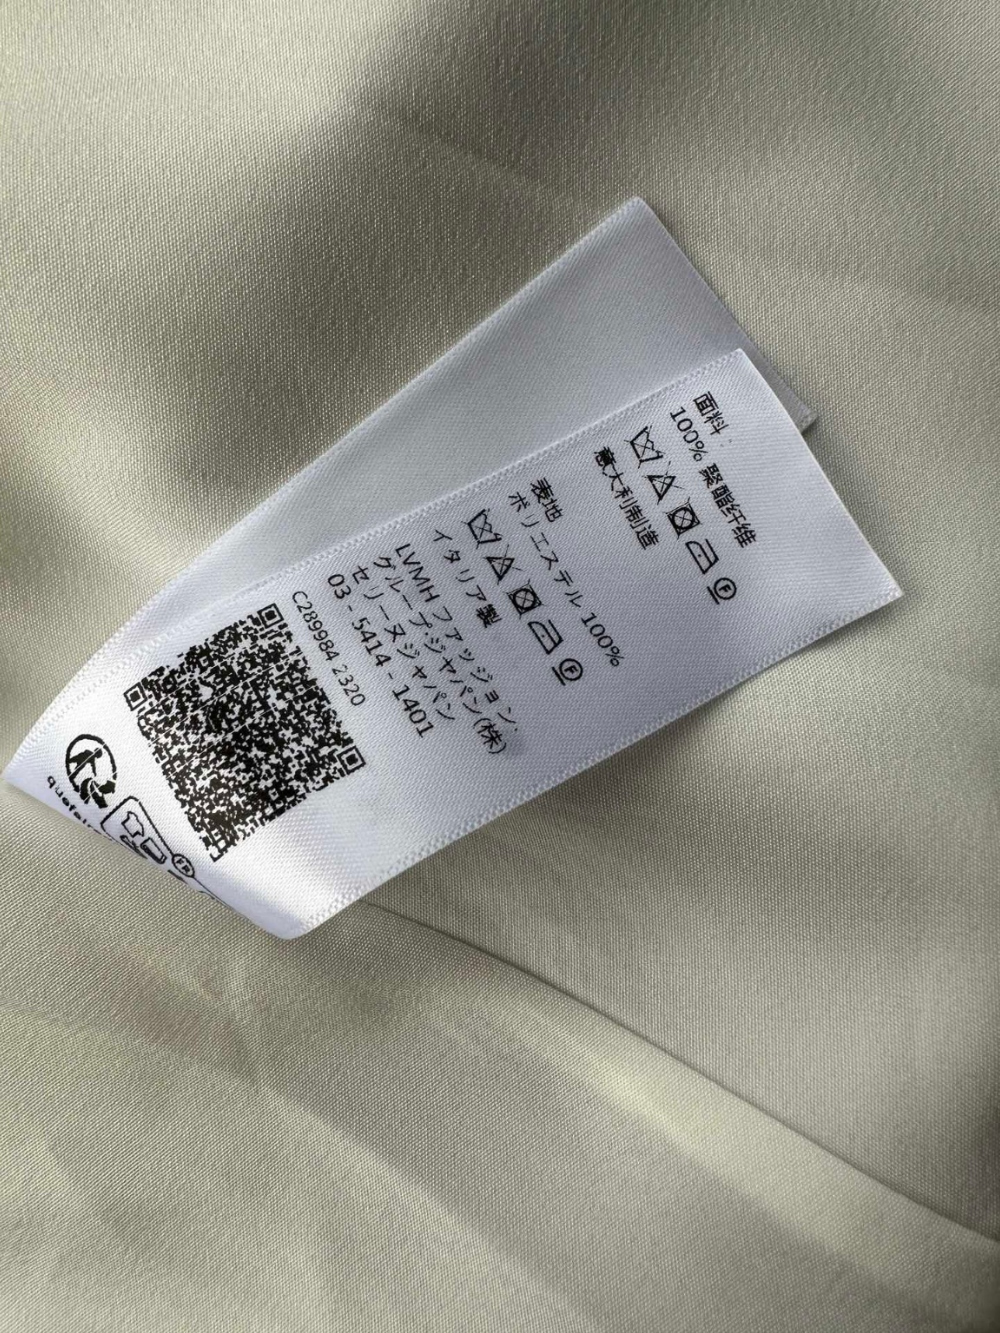 面料
100% 聚酯纤维
意大利制造
表地
ポリエステル 100%
イタリア製
LVMH ファッション.
グループ.ジャパン(株)
セリーヌジャパン
03 - 5414 - 1401
C289984 2320
FR